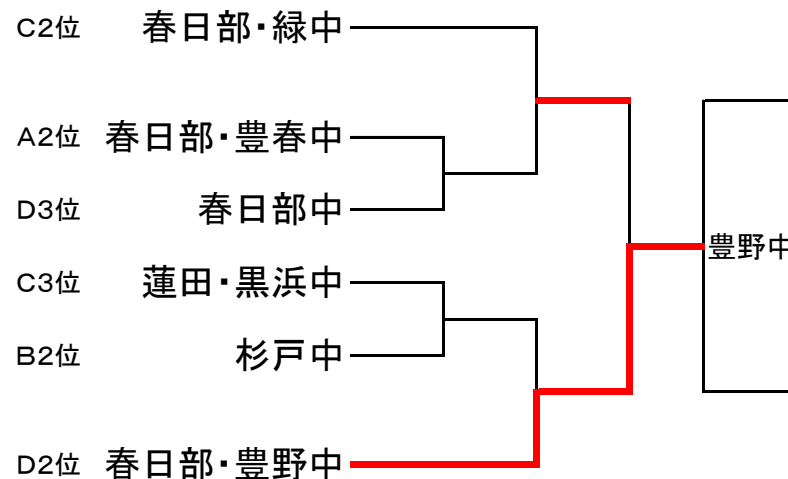 C2位 春日部・緑中
A2位 春日部・豊春中
D3位 春日部中
豊野中
C3位 蓮田・黒浜中
B2位 杉戸中
D2位 春日部・豊野中